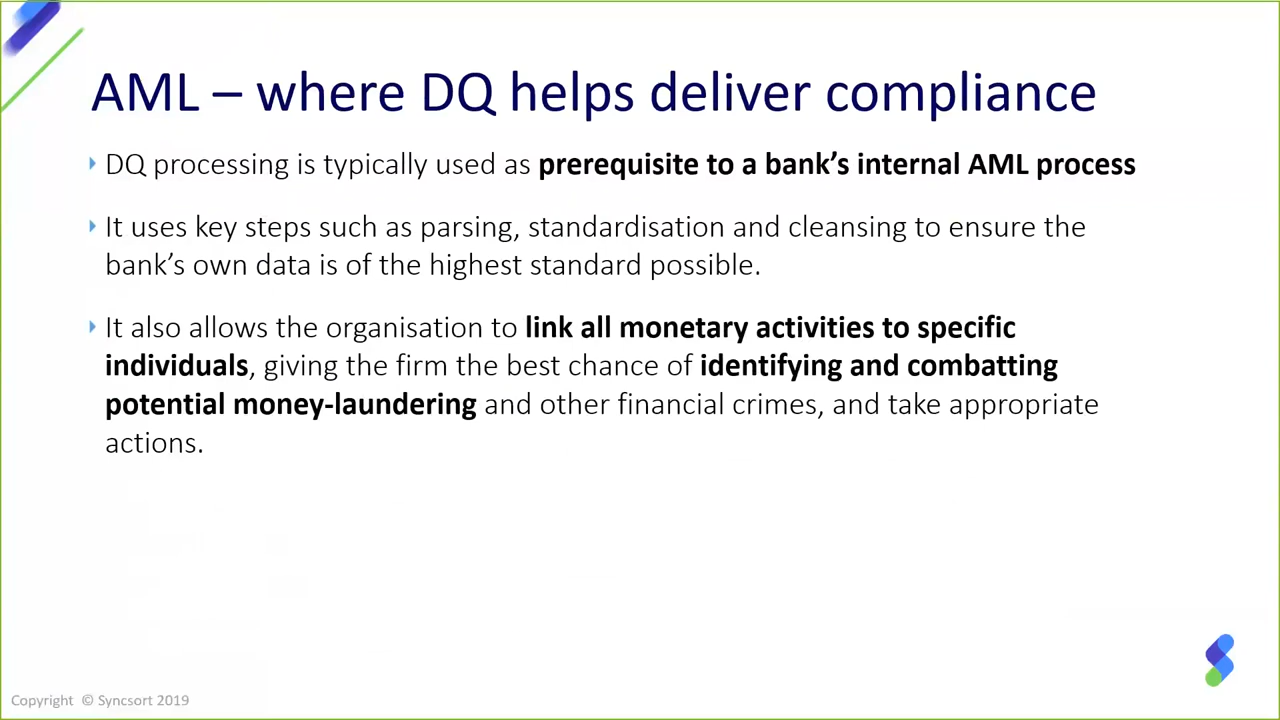 AML – where DQ helps deliver compliance
DQ processing is typically used as prerequisite to a bank’s internal AML process
It uses key steps such as parsing, standardisation and cleansing to ensure the
bank’s own data is of the highest standard possible.
It also allows the organisation to link all monetary activities to specific
individuals, giving the firm the best chance of identifying and combatting
potential money-laundering and other financial crimes, and take appropriate
actions.
Copyright © Syncsort 2019